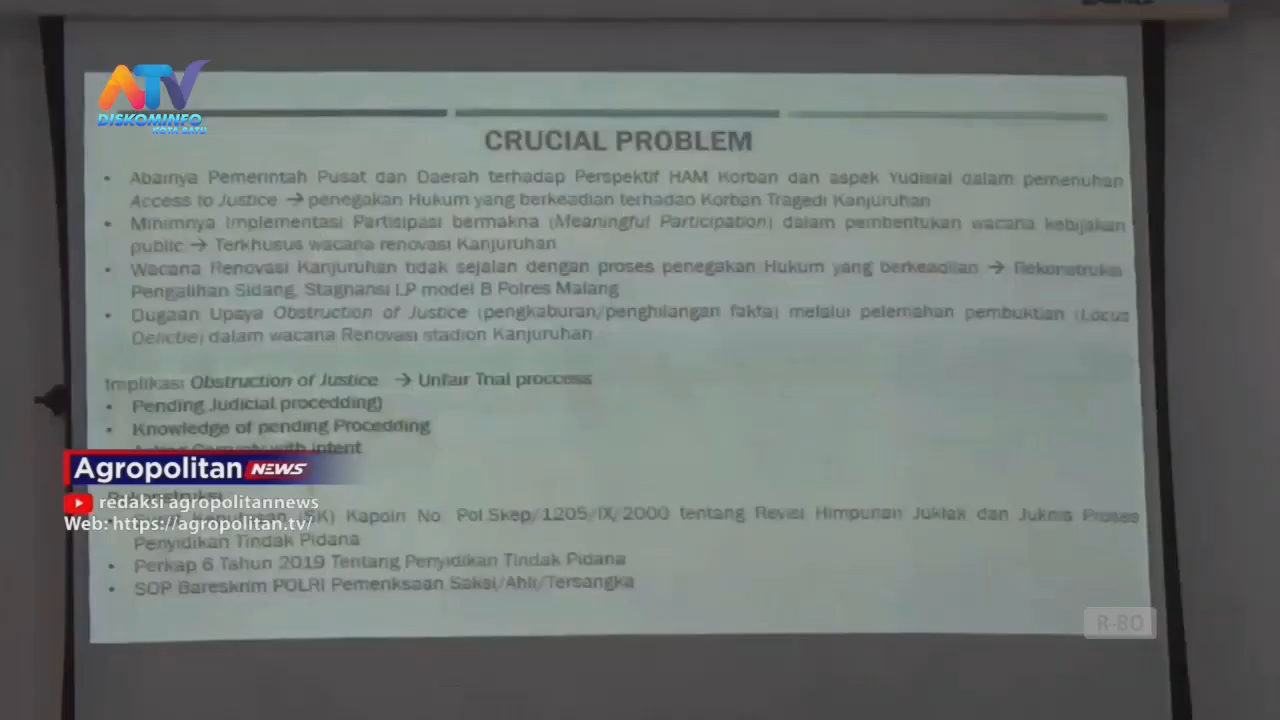 ATV
DISKOMINFO
KOTA BATU
CRUCIAL PROBLEM
• Abainya Pemerintah Pusat dan Daerah terhadap Perspektif HAM Korban dan aspek Yudisial dalam pemenuhan
Access to Justice → penegakan Hukum yang berkeadilan terhadap Korban Tragedi Kanjuruhan
• Minimnya Implementasi Partisipasi bermakna (Meaningful Participation) dalam pembentukan wacana kebijakan
public → Terkhusus wacana renovasi Kanjuruhan
• Wacana Renovasi Kanjuruhan tidak sejalan dengan proses penegakan Hukum yang berkeadilan → Rekonstruksi
Pengalihan Sidang, Stagnansi LP model B Polres Malang
• Dugaan Upaya Obstruction of Justice (pengkaburan/penghilangan fakta) melalui pelemahan pembuktian (Locus
Delictie) dalam wacana Renovasi stadion Kanjuruhan
Implikasi Obstruction of Justice → Unfair Trial proccess
• Pending Judicial procedding)
• Knowledge of pending Procedding
with intent
Agropolitan NEWS
redaksi agropolitannews
Web: https://agropolitan.tv/
(SK) Kapolri No. Pol.Skep/1205/IX/2000 tentang Revisi Himpunan Juklak dan Juknis Proses
Penyidikan Tindak Pidana
• Perkap 6 Tahun 2019 Tentang Penyidikan Tindak Pidana
• SOP Bareskrim POLRI Pemeriksaan Saksi/Ahli/Tersangka
R-BO